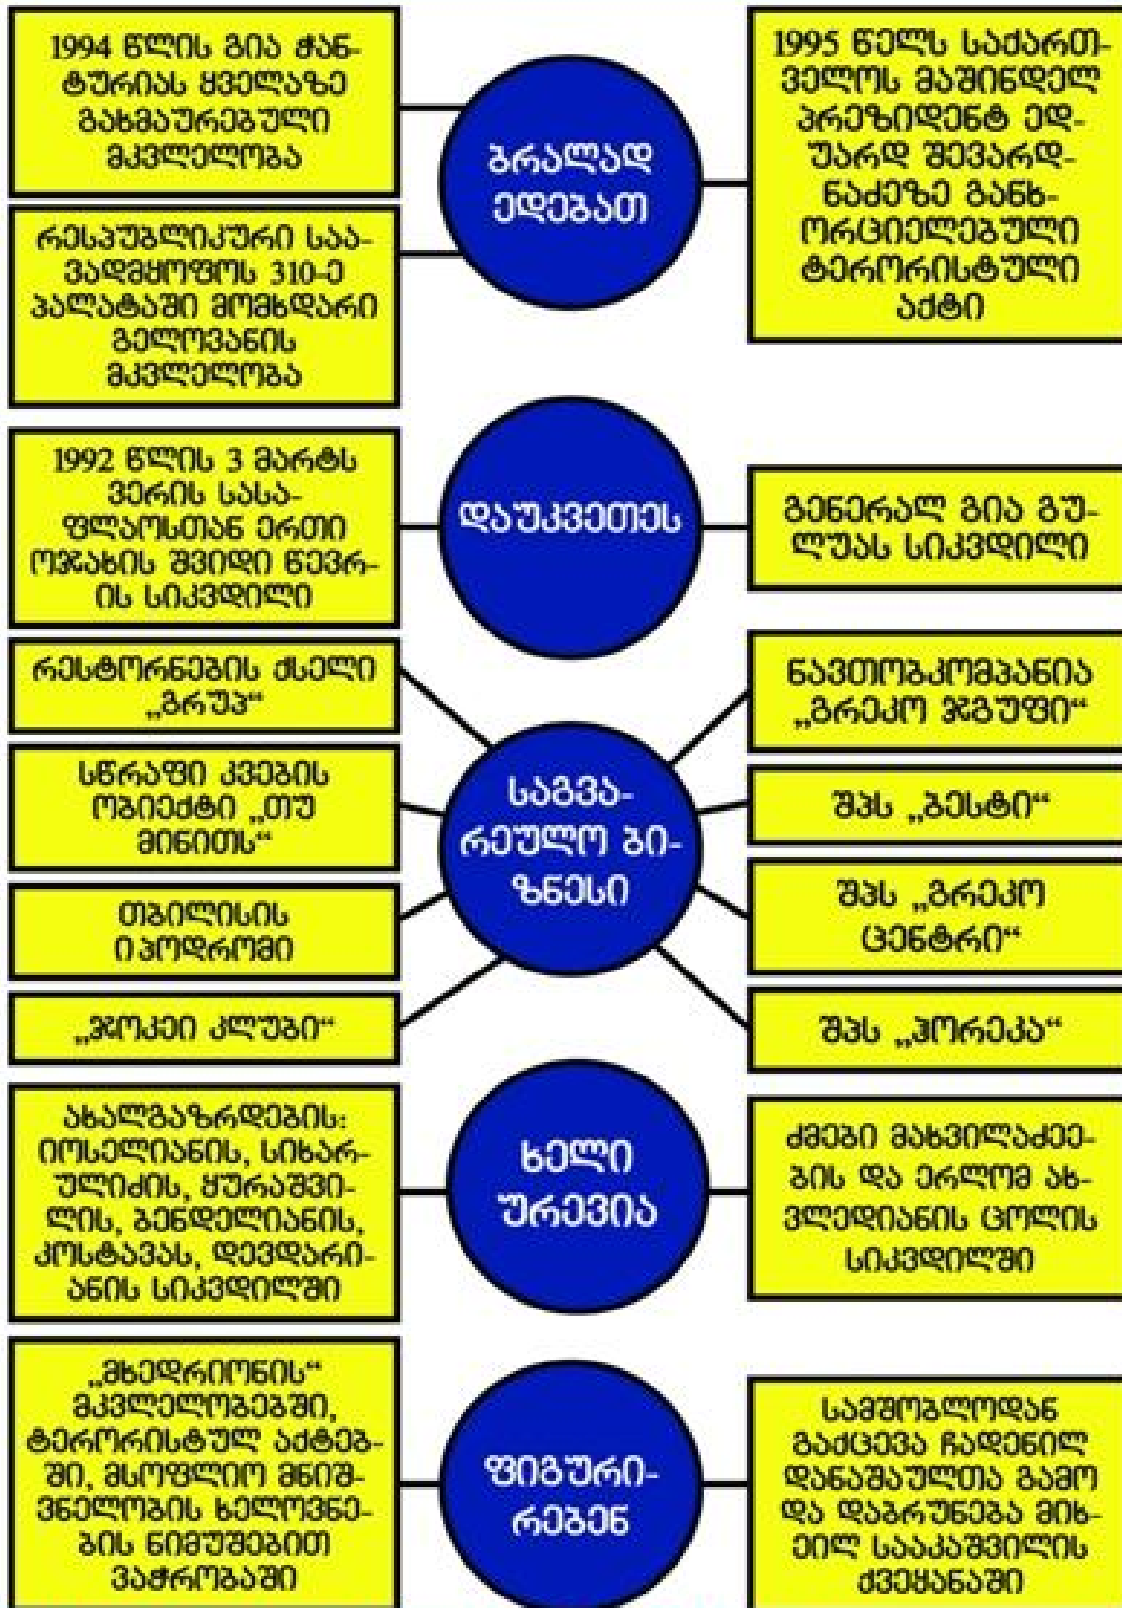 1994 წლის გია ჭან-
ტურიას ყველაზე
გახმაურებული
მკვლელობა
რესპუბლიკური საა-
ვადმყოფოს 310-ე
პალატაში მომხდარი
გელოვანის
მკვლელობა
ბრალად
ედებათ
1995 წელს საქართ-
ველოს მაშინდელ
პრეზიდენტ ედ-
უარდ შევარდ-
ნაძეზე განხ-
ორციელებული
ტერორისტული
აქტი
1992 წლის 3 მარტს
ვერის სასა-
ფლაოსთან ერთი
ოჯახის შვიდი წევრ-
ის სიკვდილი
დაუკვეთეს
გენერალ გია გუ-
ლუას სიკვდილი
რესტორნების ქსელი
„გრუპ“
სწრაფი კვების
ობიექტი „თუ
მინითს“
თბილისის
იპოდრომი
„ჯოკეი კლუბი“
საგვა-
რეულო ბი-
ზნესი
ნავთობკომპანია
„გრეკო ჯგუფი“
შპს „ბესტი“
შპს „გრეკო
ცენტრი“
შპს „ჰორეკა“
ახალგაზრდების:
იოსელიანის, სიხარ-
ულიძის, ყურაშვი-
ლის, ბენდელიანის,
კოსტავას, დევდარი-
ანის სიკვდილში
ხელი
ურევია
ძმები მახვილაძეე-
ბის და ერლომ ახ-
ვლედიანის ცოლის
სიკვდილში
„მხედრიონის“
მკვლელობებში,
ტერორისტულ აქტებ-
ში, მსოფლიო მნიშ-
ვნელობის ხელოვნე-
ბის ნიმუშებით
ვაჭრობაში
ფიგური-
რებენ
სამშობლოდან
გაქცევა ჩადენილ
დანაშაულთა გამო
და დაბრუნება მიხ-
ეილ სააკაშვილის
ქვეყანაში